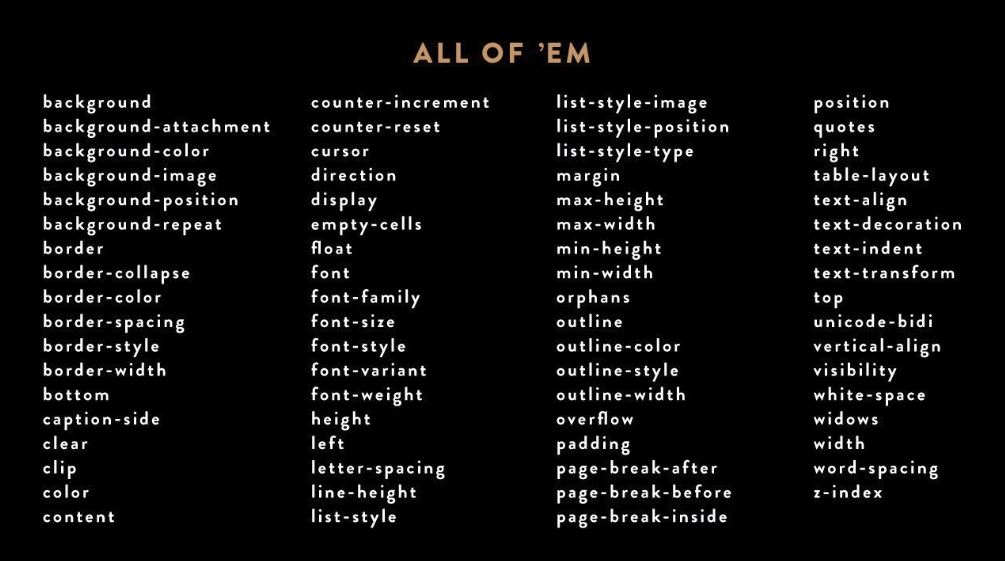 ALL OF ’EM
background
background-attachment
background-color
background-image
background-position
background-repeat
border
border-collapse
border-color
border-spacing
border-style
border-width
bottom
caption-side
clear
clip
color
content
counter-increment
counter-reset
cursor
direction
display
empty-cells
float
font
font-family
font-size
font-style
font-variant
font-weight
height
left
letter-spacing
line-height
list-style
list-style-image
list-style-position
list-style-type
margin
max-height
max-width
min-height
min-width
orphans
outline
outline-color
outline-style
outline-width
overflow
padding
page-break-after
page-break-before
page-break-inside
position
quotes
right
table-layout
text-align
text-decoration
text-indent
text-transform
top
unicode-bidi
vertical-align
visibility
white-space
widows
width
word-spacing
z-index